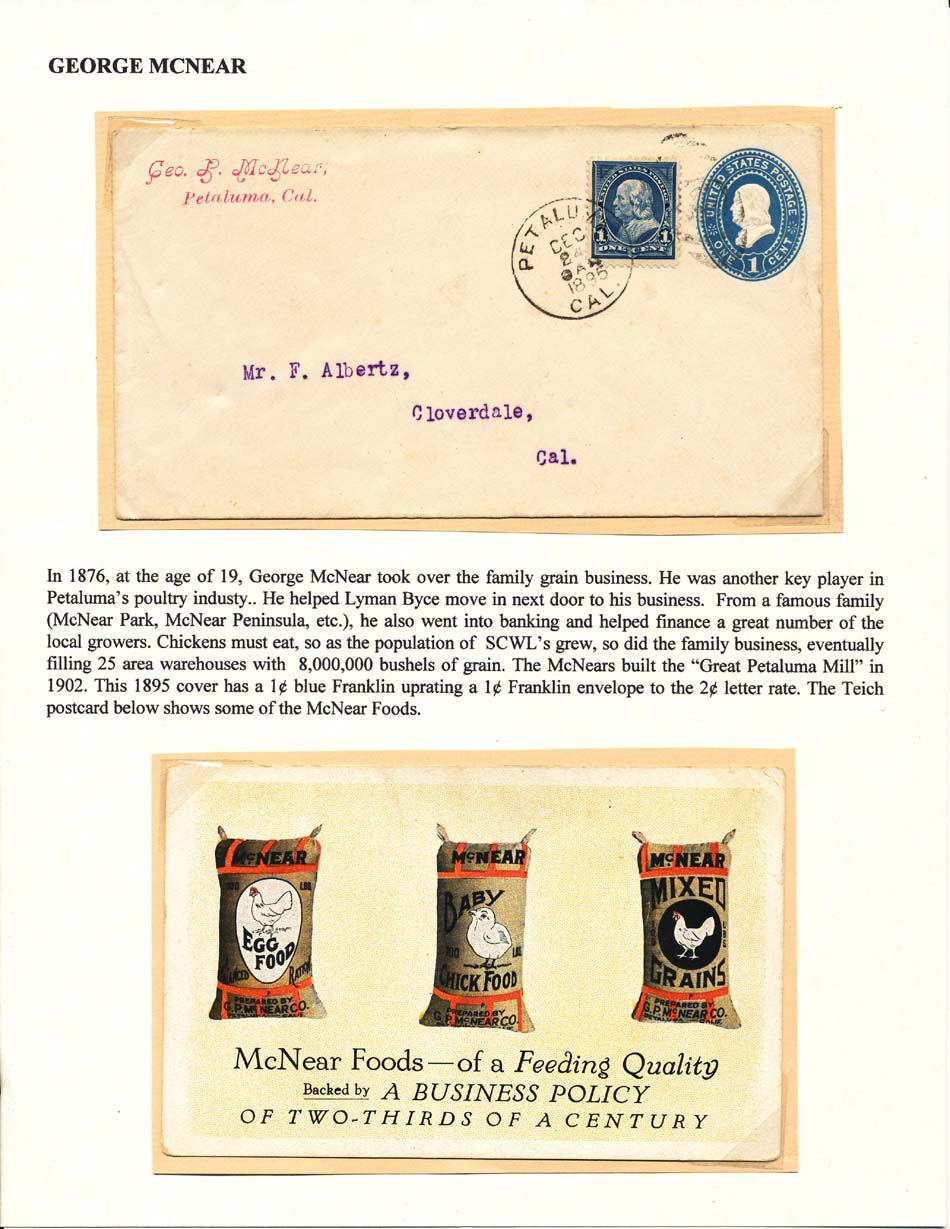 GEORGE MCNEAR
Geo. P. McNear,
Petaluma, Cal.
UNITED STATES POSTAGE
1 1
ONE CENT
UNITED STATES POSTAGE
ONE 1 CENT
PETALUMA
DEC
24
9 AM
1895
CAL.
Mr. F. Albertz,
Cloverdale,
Cal.
In 1876, at the age of 19, George McNear took over the family grain business. He was another key player in
Petaluma's poultry industy.. He helped Lyman Byce move in next door to his business. From a famous family
(McNear Park, McNear Peninsula, etc.), he also went into banking and helped finance a great number of the
local growers. Chickens must eat, so as the population of SCWL's grew, so did the family business, eventually
filling 25 area warehouses with 8,000,000 bushels of grain. The McNears built the “Great Petaluma Mill” in
1902. This 1895 cover has a 1¢ blue Franklin uprating a 1¢ Franklin envelope to the 2¢ letter rate. The Teich
postcard below shows some of the McNear Foods.
McNEAR
100 LBS
EGG
FOOD
RATION
PREPARED BY
G.P. McNEAR CO.
McNEAR
BABY
100 LBS
CHICK FOOD
PREPARED BY
G.P. McNEAR CO.
McNEAR
MIXED
100 LBS
GRAINS
PREPARED BY
G.P. McNEAR CO.
McNear Foods—of a Feeding Quality
Backed by A BUSINESS POLICY
OF TWO-THIRDS OF A CENTURY